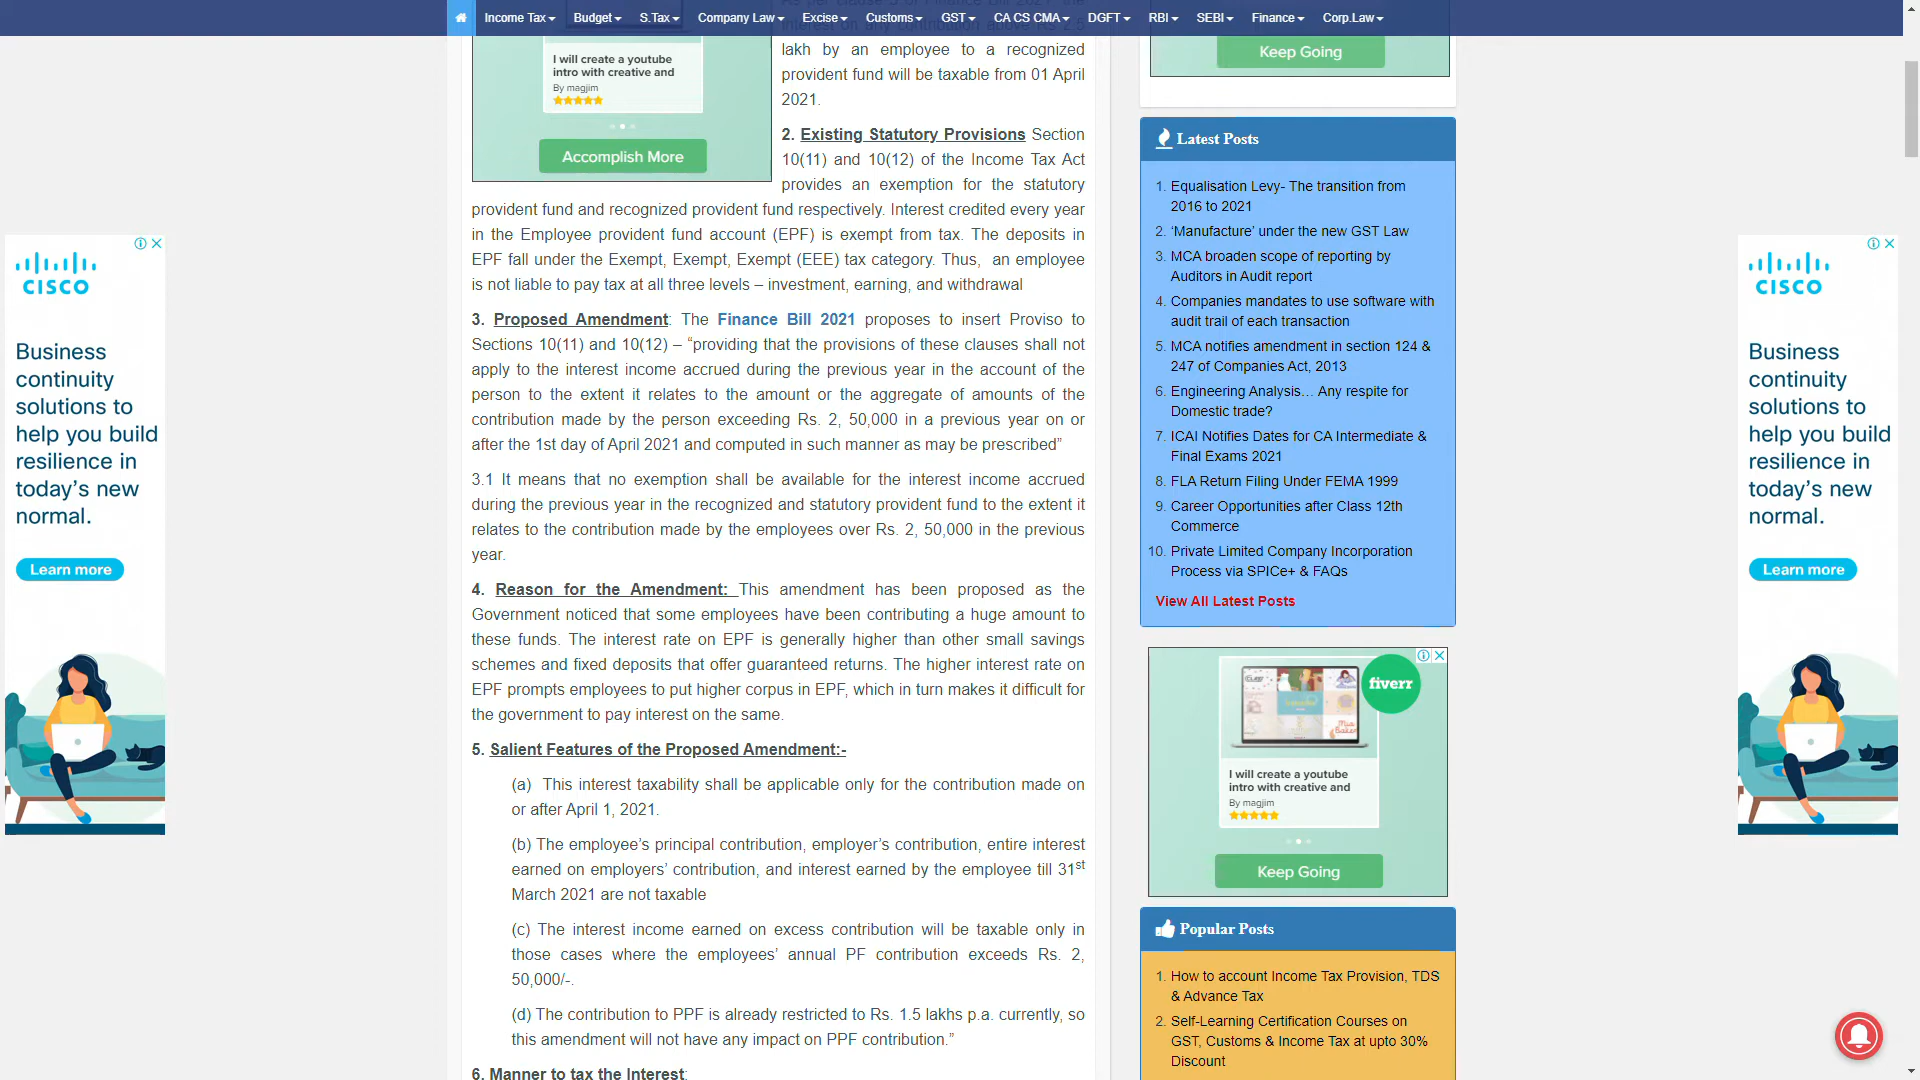 Income Tax Budget S.Tax Company Law Excise Customs GST CA CS CMA DGFT RBI SEBI Finance Corp.Law
I will create a youtube
intro with creative and
By magjim
Accomplish More
lakh by an employee to a recognized
provident fund will be taxable from 01 April
2021.
2. Existing Statutory Provisions Section
10(11) and 10(12) of the Income Tax Act
provides an exemption for the statutory
provident fund and recognized provident fund respectively. Interest credited every year
in the Employee provident fund account (EPF) is exempt from tax. The deposits in
EPF fall under the Exempt, Exempt, Exempt (EEE) tax category. Thus, an employee
is not liable to pay tax at all three levels – investment, earning, and withdrawal
3. Proposed Amendment: The Finance Bill 2021 proposes to insert Proviso to
Sections 10(11) and 10(12) – “providing that the provisions of these clauses shall not
apply to the interest income accrued during the previous year in the account of the
person to the extent it relates to the amount or the aggregate of amounts of the
contribution made by the person exceeding Rs. 2, 50,000 in a previous year on or
after the 1st day of April 2021 and computed in such manner as may be prescribed”
3.1 It means that no exemption shall be available for the interest income accrued
during the previous year in the recognized and statutory provident fund to the extent it
relates to the contribution made by the employees over Rs. 2, 50,000 in the previous
year.
4. Reason for the Amendment: This amendment has been proposed as the
Government noticed that some employees have been contributing a huge amount to
these funds. The interest rate on EPF is generally higher than other small savings
schemes and fixed deposits that offer guaranteed returns. The higher interest rate on
EPF prompts employees to put higher corpus in EPF, which in turn makes it difficult for
the government to pay interest on the same.
5. Salient Features of the Proposed Amendment:-
(a) This interest taxability shall be applicable only for the contribution made on
or after April 1, 2021.
(b) The employee’s principal contribution, employer’s contribution, entire interest
earned on employers’ contribution, and interest earned by the employee till 31st
March 2021 are not taxable
(c) The interest income earned on excess contribution will be taxable only in
those cases where the employees’ annual PF contribution exceeds Rs. 2,
50,000/-.
(d) The contribution to PPF is already restricted to Rs. 1.5 lakhs p.a. currently, so
this amendment will not have any impact on PPF contribution.”
6. Manner to tax the Interest:
Keep Going
Latest Posts
1. Equalisation Levy- The transition from
2016 to 2021
2. ‘Manufacture’ under the new GST Law
3. MCA broaden scope of reporting by
Auditors in Audit report
4. Companies mandates to use software with
audit trail of each transaction
5. MCA notifies amendment in section 124 &
247 of Companies Act, 2013
6. Engineering Analysis… Any respite for
Domestic trade?
7. ICAI Notifies Dates for CA Intermediate &
Final Exams 2021
8. FLA Return Filing Under FEMA 1999
9. Career Opportunities after Class 12th
Commerce
10. Private Limited Company Incorporation
Process via SPICe+ & FAQs
View All Latest Posts
fiverr
I will create a youtube
intro with creative and
By magjim
Keep Going
Popular Posts
1. How to account Income Tax Provision, TDS
& Advance Tax
2. Self-Learning Certification Courses on
GST, Customs & Income Tax at upto 30%
Discount
CISCO
Business
continuity
solutions to
help you build
resilience in
today’s new
normal.
Learn more
CISCO
Business
continuity
solutions to
help you build
resilience in
today’s new
normal.
Learn more